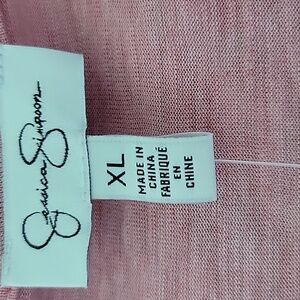 Jessica Simpson
XL
MADE IN
CHINA
FABRIQUÉ
EN
CHINE